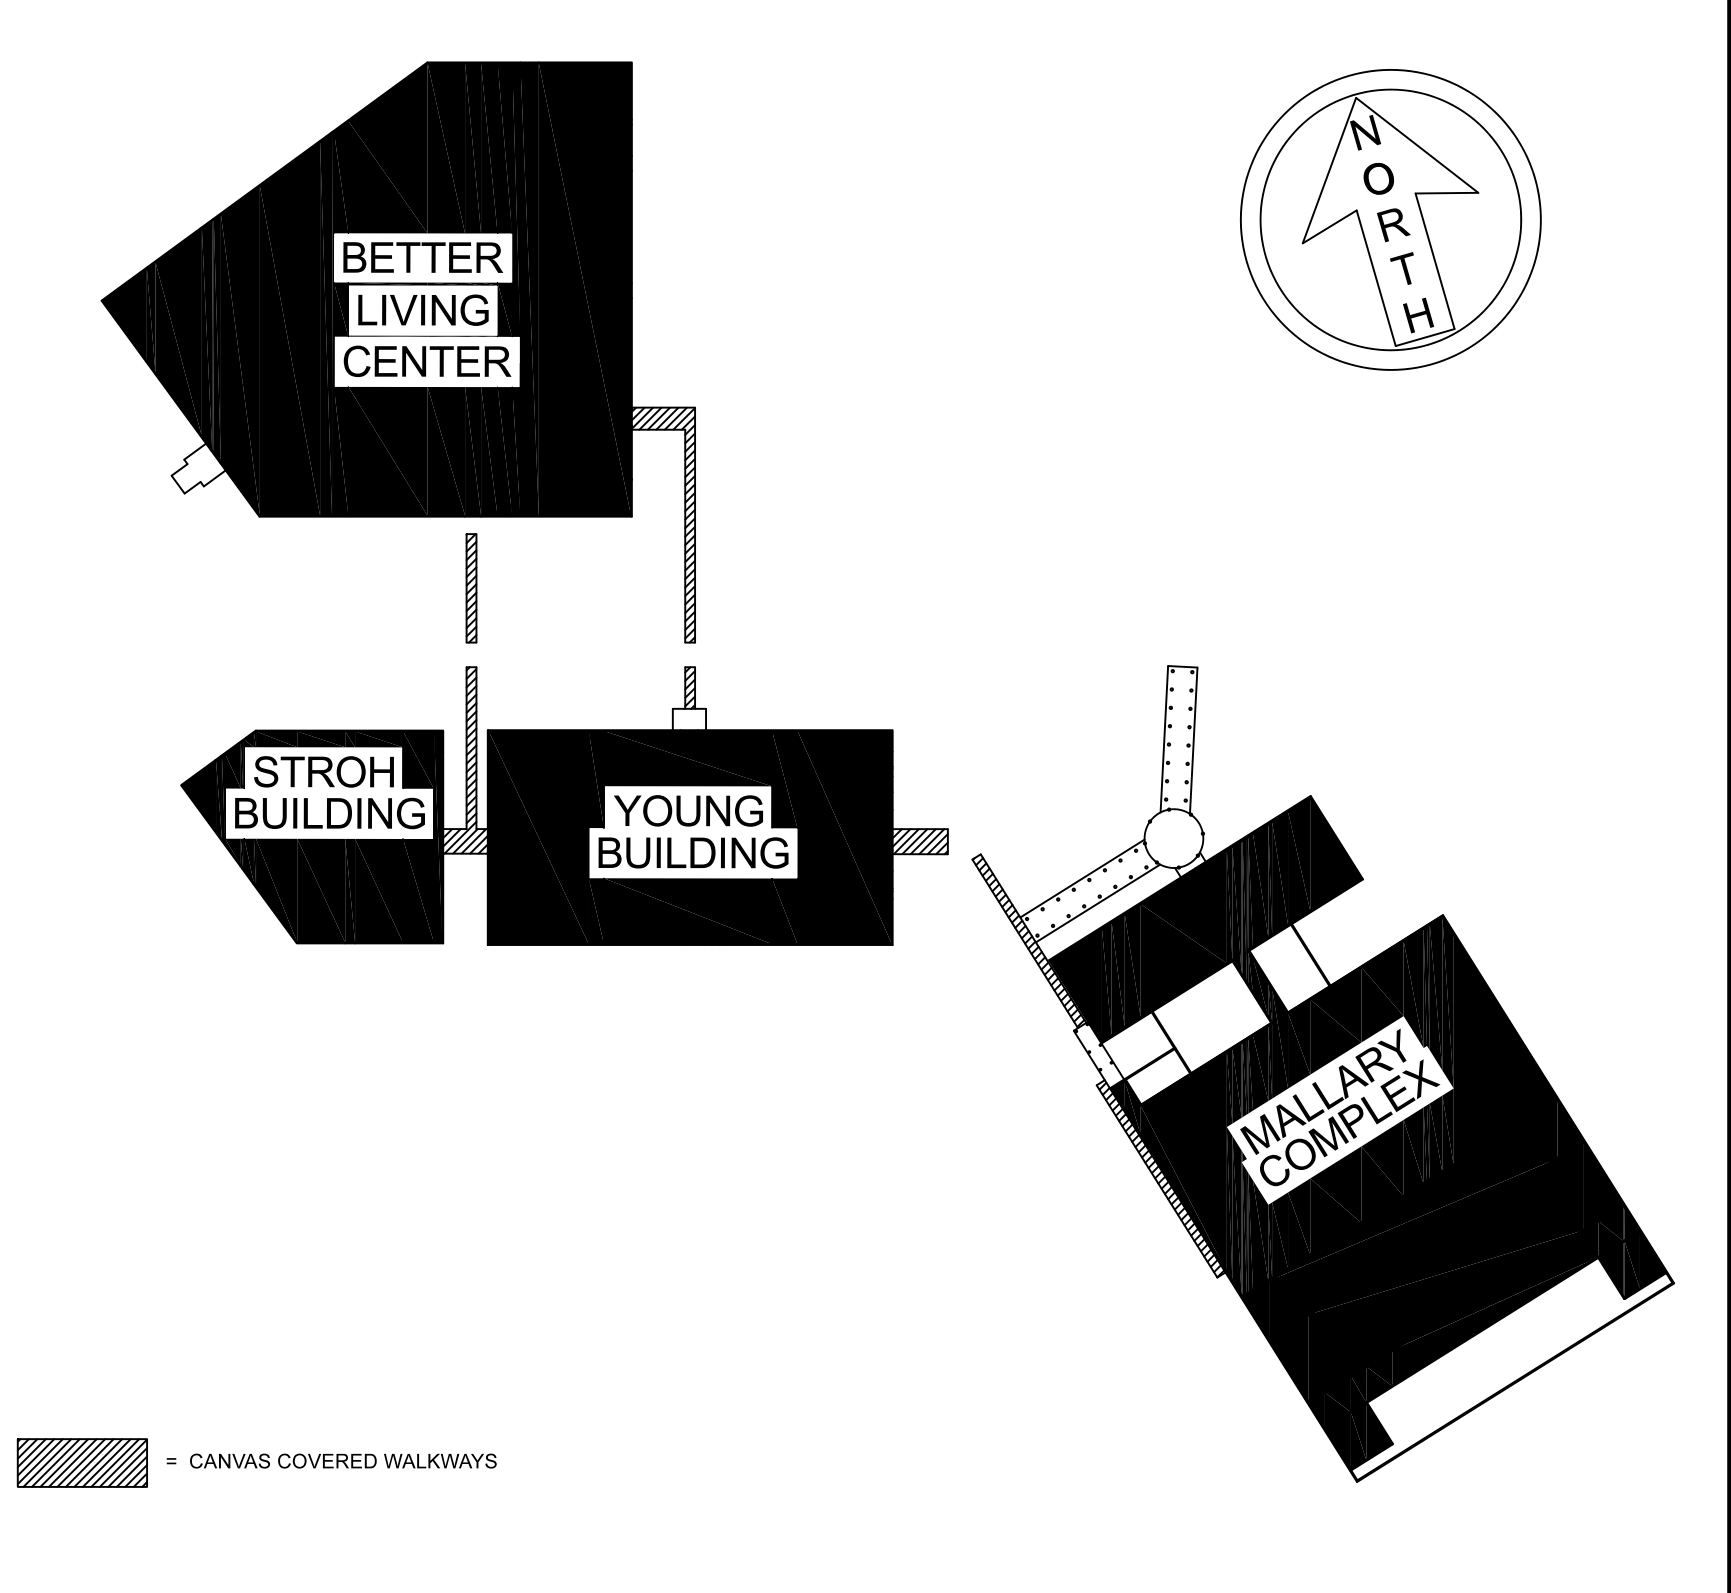 NORTH
BETTER
LIVING
CENTER
STROH
BUILDING
YOUNG
BUILDING
MALLARY
COMPLEX
= CANVAS COVERED WALKWAYS